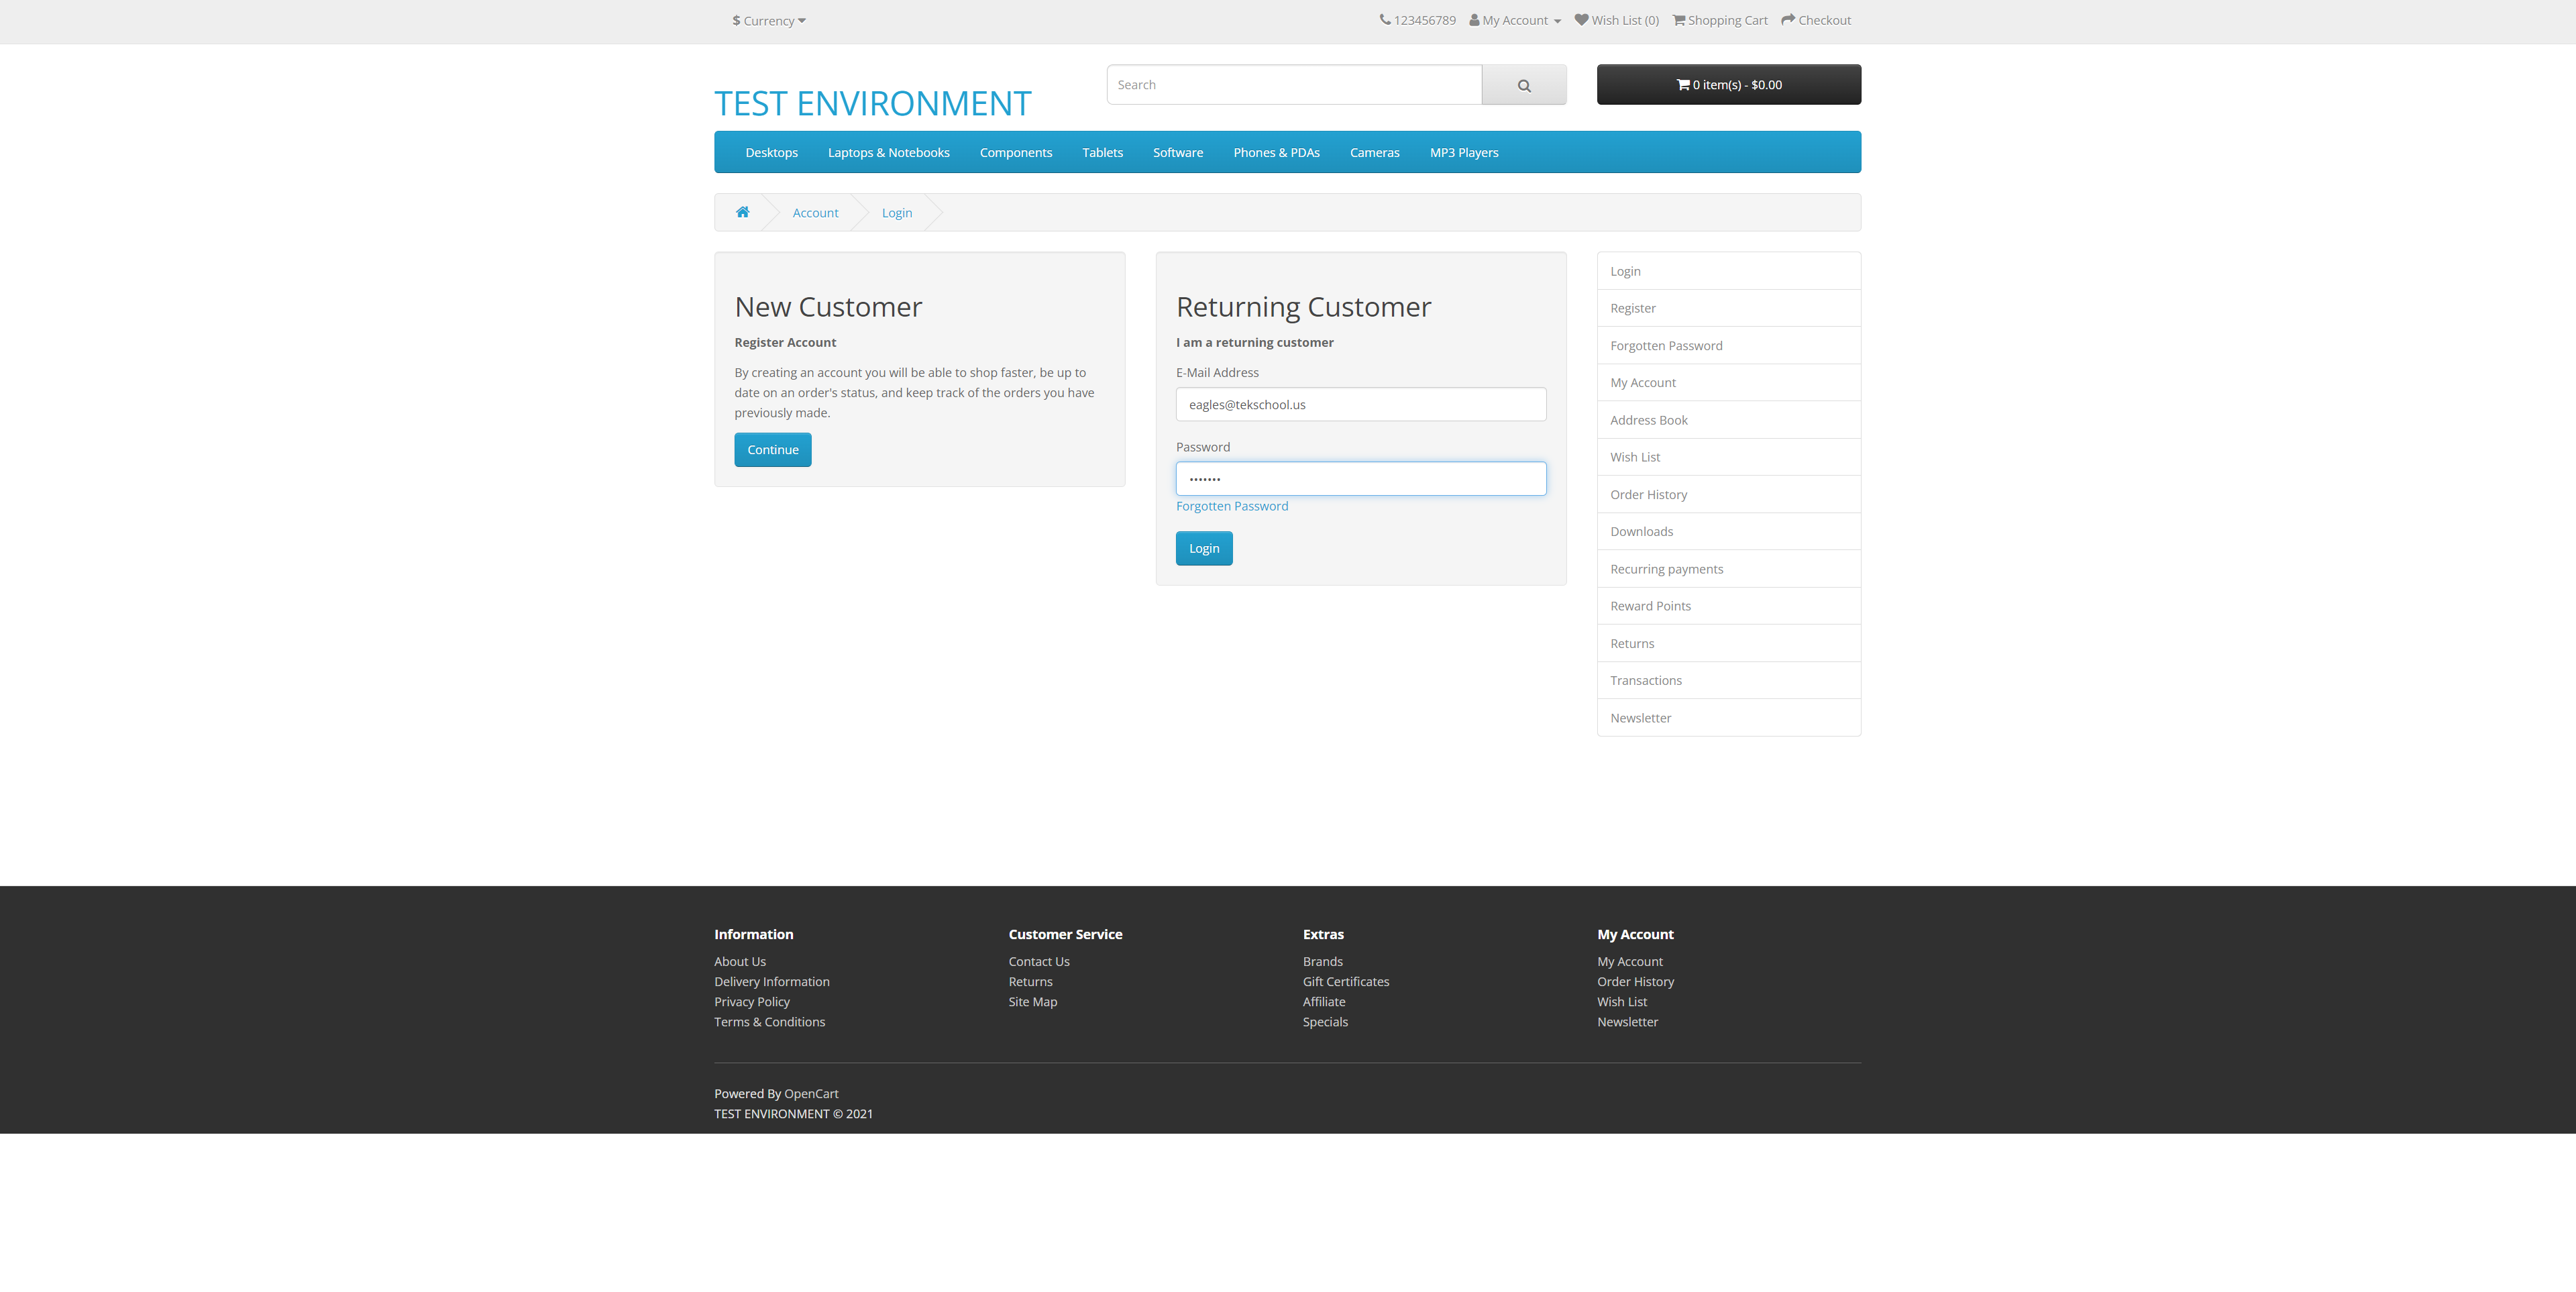 $ Currency
123456789 My Account Wish List (0) Shopping Cart Checkout
TEST ENVIRONMENT
Search
0 item(s) - $0.00
Desktops Laptops & Notebooks Components Tablets Software Phones & PDAs Cameras MP3 Players
Account Login
New Customer
Register Account
By creating an account you will be able to shop faster, be up to
date on an order's status, and keep track of the orders you have
previously made.
Continue
Returning Customer
I am a returning customer
E-Mail Address
eagles@tekschool.us
Password
•••••••
Forgotten Password
Login
Login
Register
Forgotten Password
My Account
Address Book
Wish List
Order History
Downloads
Recurring payments
Reward Points
Returns
Transactions
Newsletter
Information
About Us
Delivery Information
Privacy Policy
Terms & Conditions
Customer Service
Contact Us
Returns
Site Map
Extras
Brands
Gift Certificates
Affiliate
Specials
My Account
My Account
Order History
Wish List
Newsletter
Powered By OpenCart
TEST ENVIRONMENT © 2021